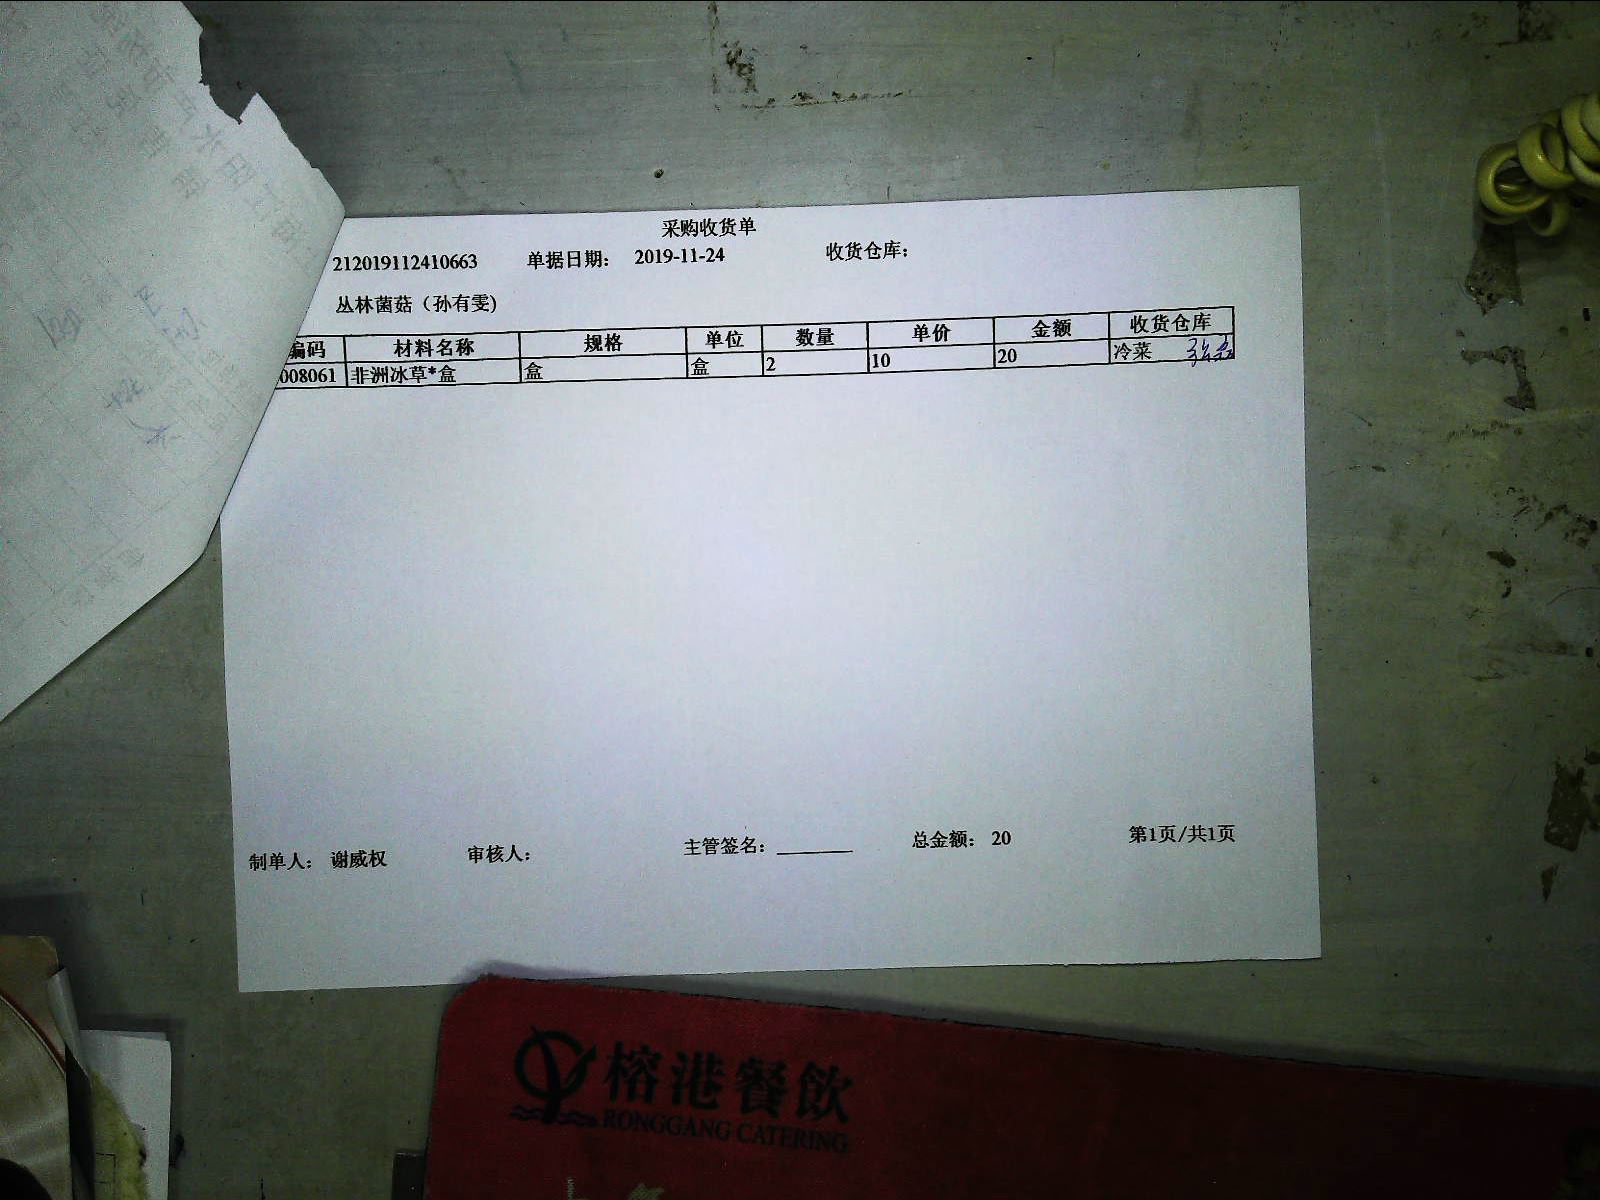 采购收货单
212019112410663 单据日期： 2019-11-24 收货仓库：
丛林菌菇（孙有雯)
编码 材料名称 规格 单位 数量 单价 金额 收货仓库
008061 非洲冰草*盒 盒 盒 2 10 20 冷菜
制单人： 谢威权 审核人： 主管签名： 总金额： 20 第1页/共1页
榕港餐飲
RONGGANG CATERING